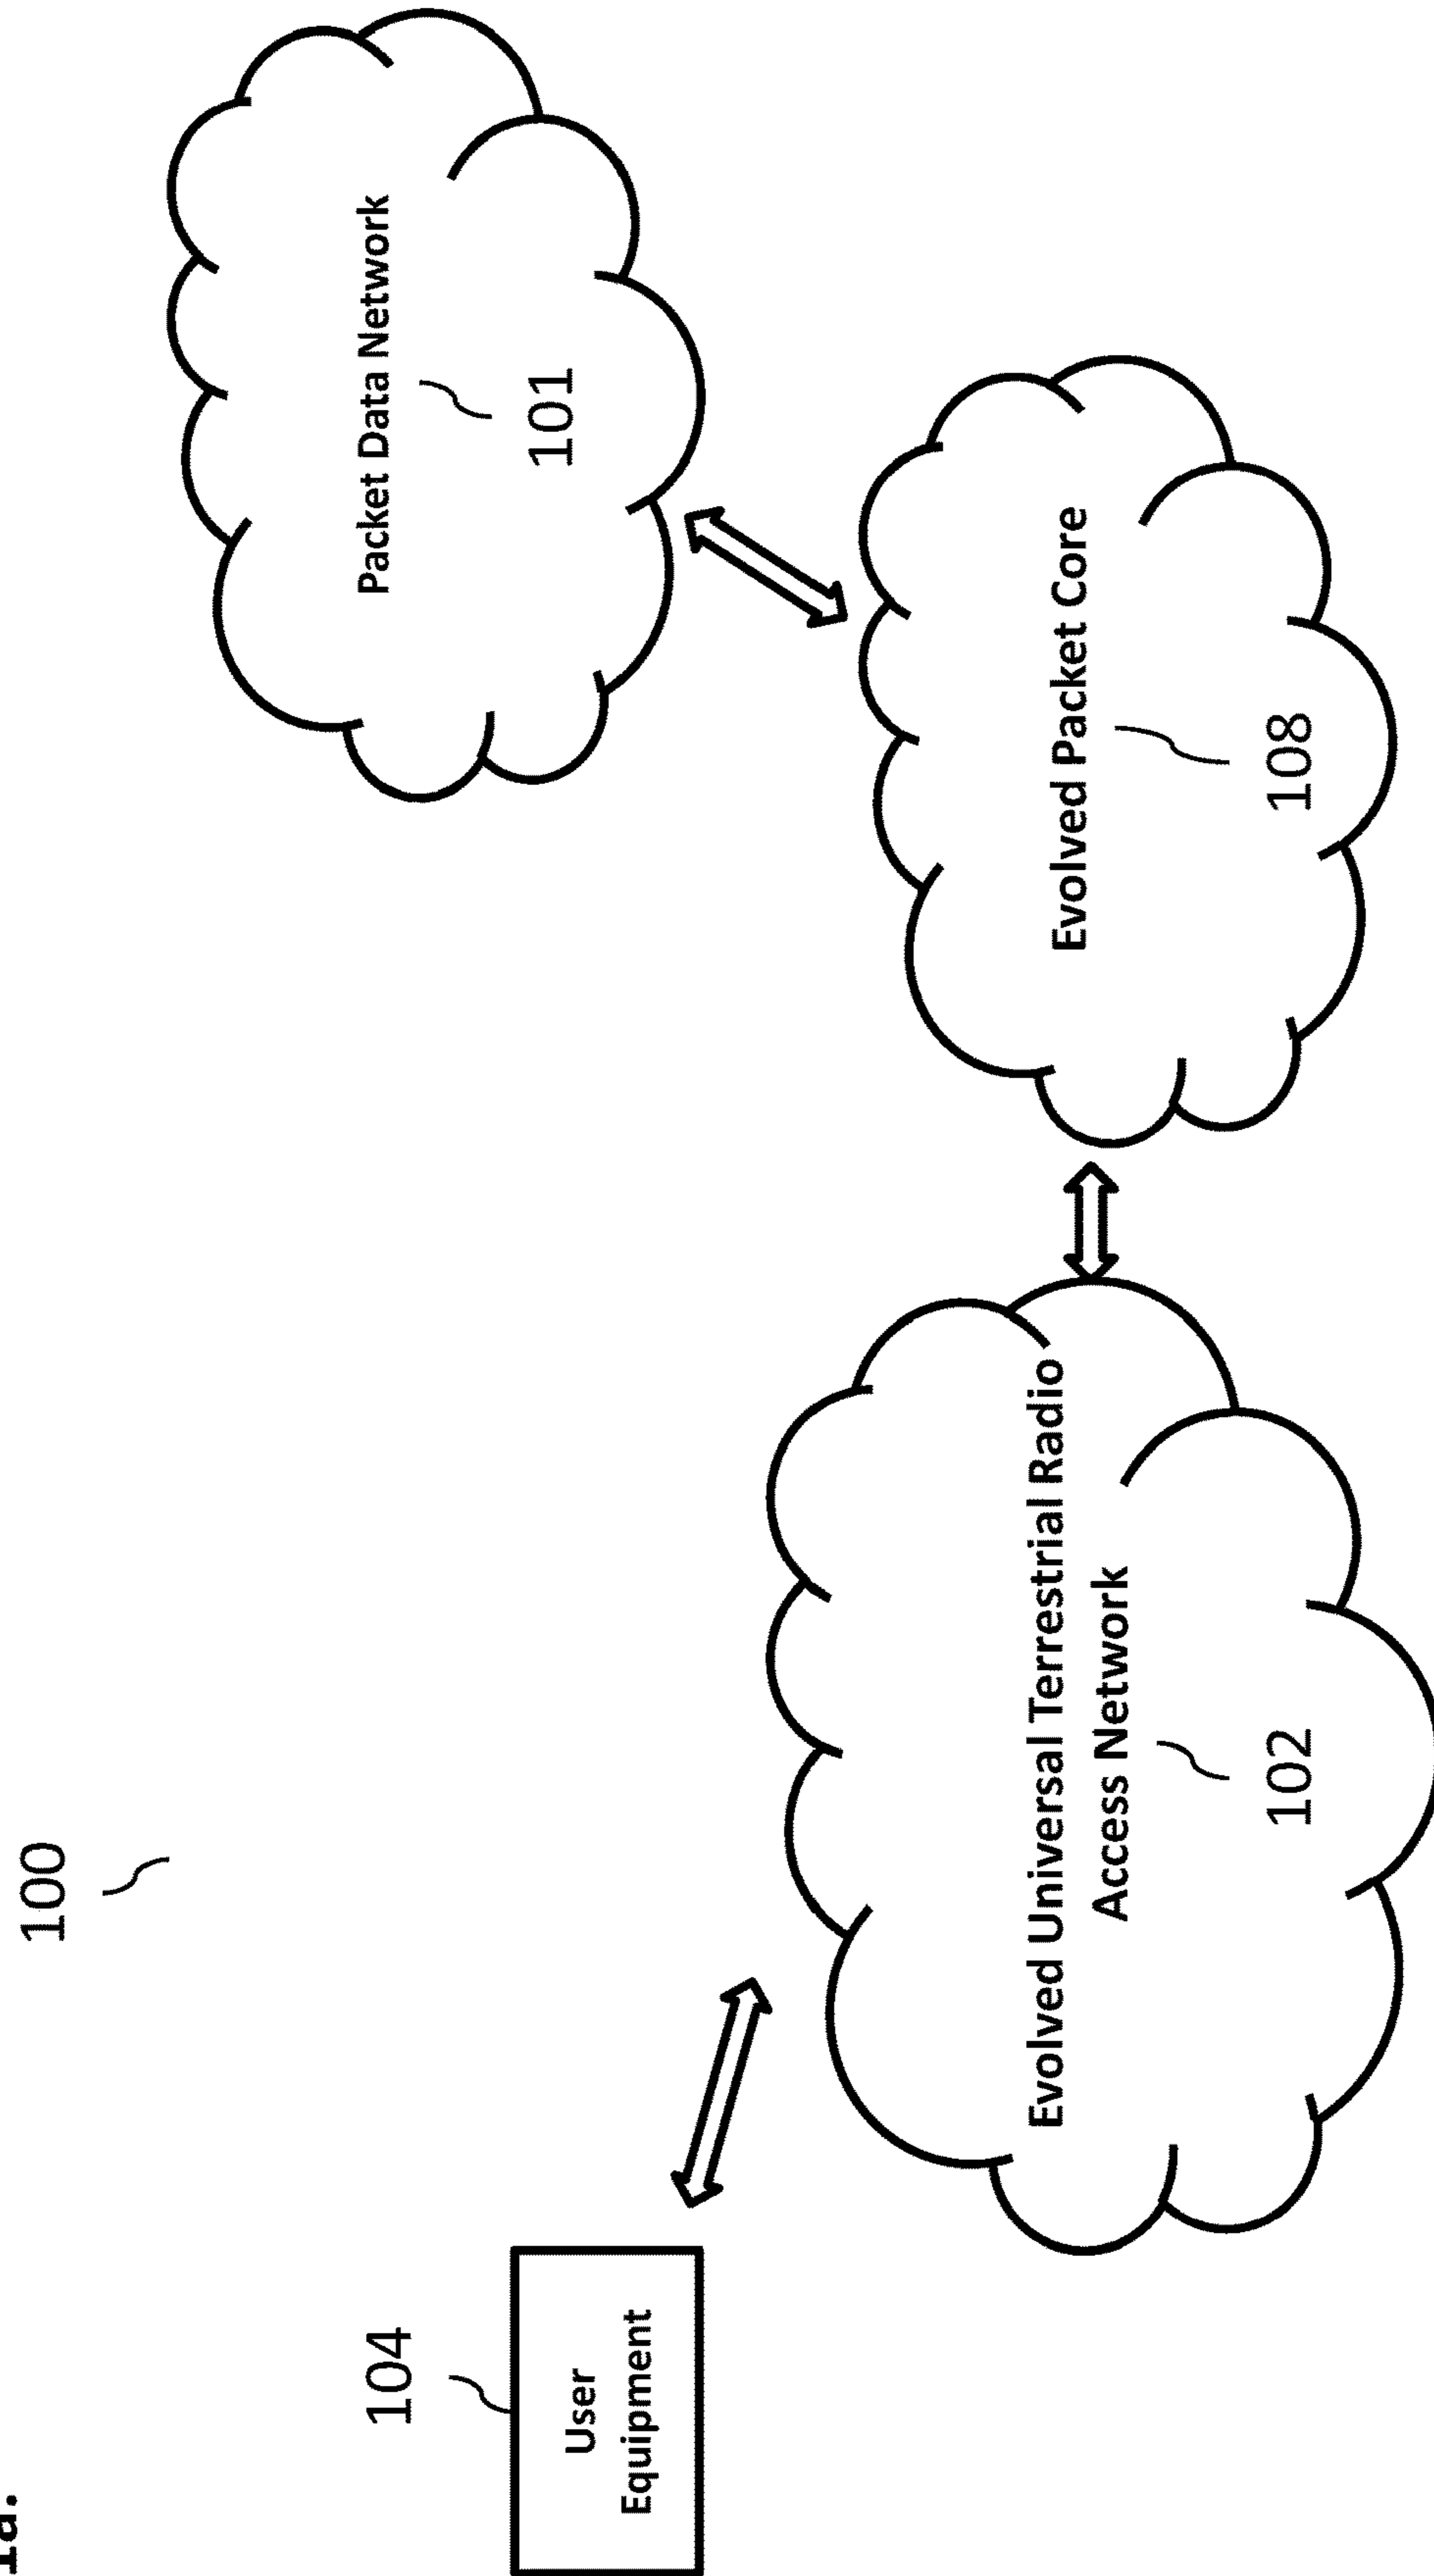 1a.
100
104
User
Equipment
Packet Data Network
101
Evolved Packet Core
108
Evolved Universal Terrestrial Radio
Access Network
102